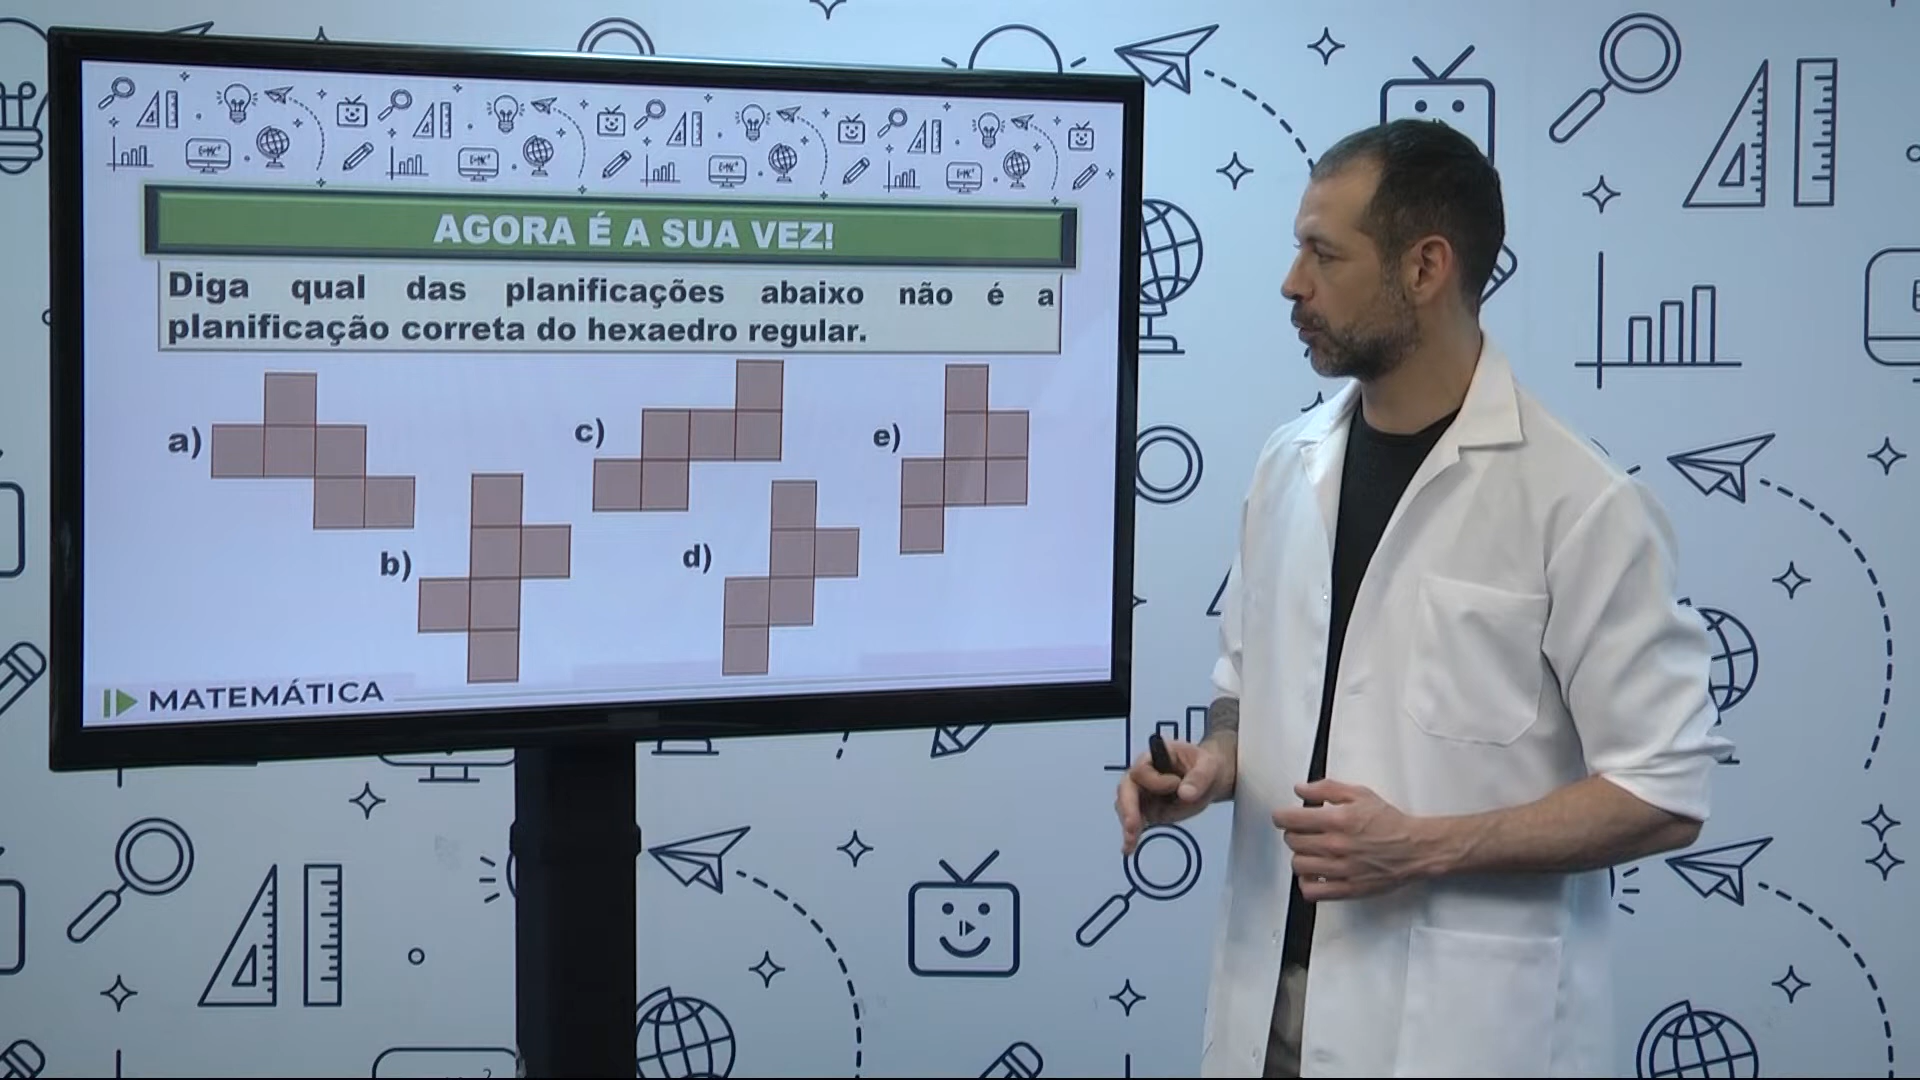 AGORA É A SUA VEZ!
Diga qual das planificações abaixo não é a
planificação correta do hexaedro regular.
a)
b)
c)
d)
e)
MATEMÁTICA